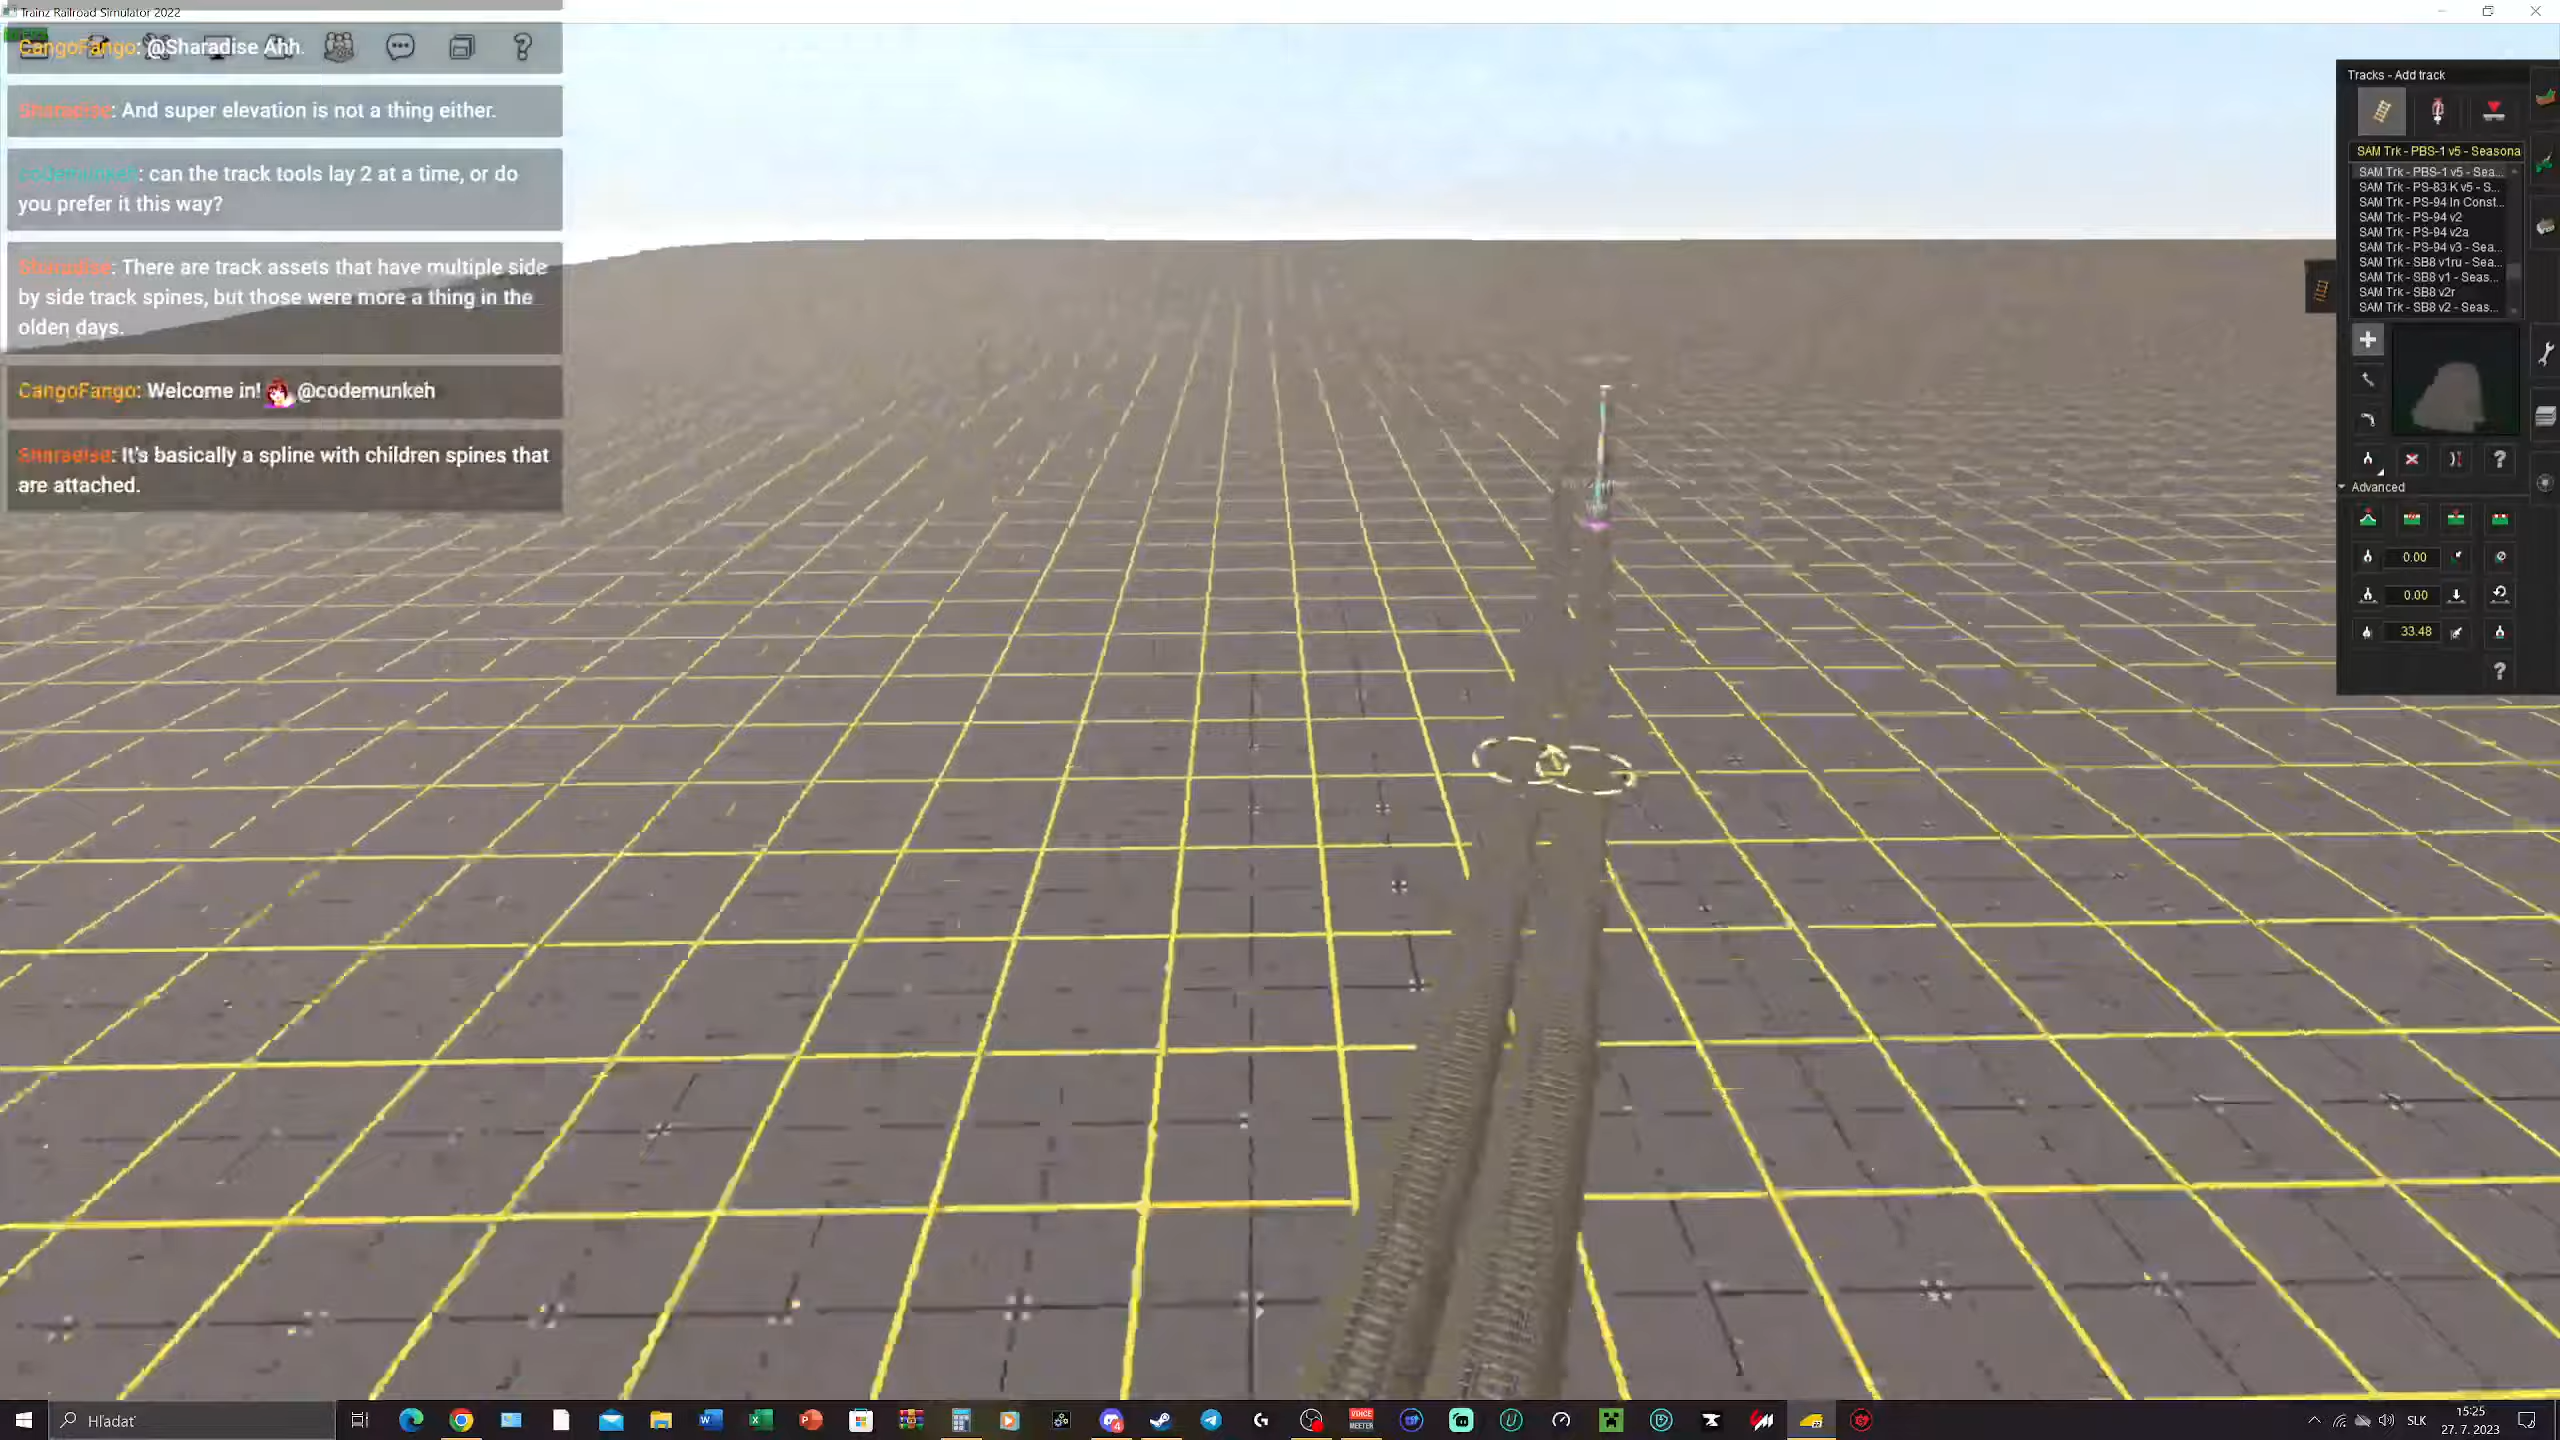 Trainz Railroad Simulator 2022
CangoFango: @Sharadise Ahh.
Sharadise: And super elevation is not a thing either.
codemunkeh: can the track tools lay 2 at a time, or do
you prefer it this way?
Sharadise: There are track assets that have multiple side
by side track spines, but those were more a thing in the
olden days.
CangoFango: Welcome in! @codemunkeh
Sharadise: It's basically a spline with children spines that
are attached.
Tracks - Add track
SAM Trk - PBS-1 v5 - Seasona
SAM Trk - PBS-1 v5 - Sea...
SAM Trk - PS-83 K v5 - S...
SAM Trk - PS-94 In Const...
SAM Trk - PS-94 v2
SAM Trk - PS-94 v2a
SAM Trk - PS-94 v3 - Sea...
SAM Trk - SB8 v1ru - Sea...
SAM Trk - SB8 v1 - Seas...
SAM Trk - SB8 v2r
SAM Trk - SB8 v2 - Seas...
Advanced
0.00
0.00
33.48
Hľadať
VOICE
MEETER
SLK
15:25
27. 7. 2023